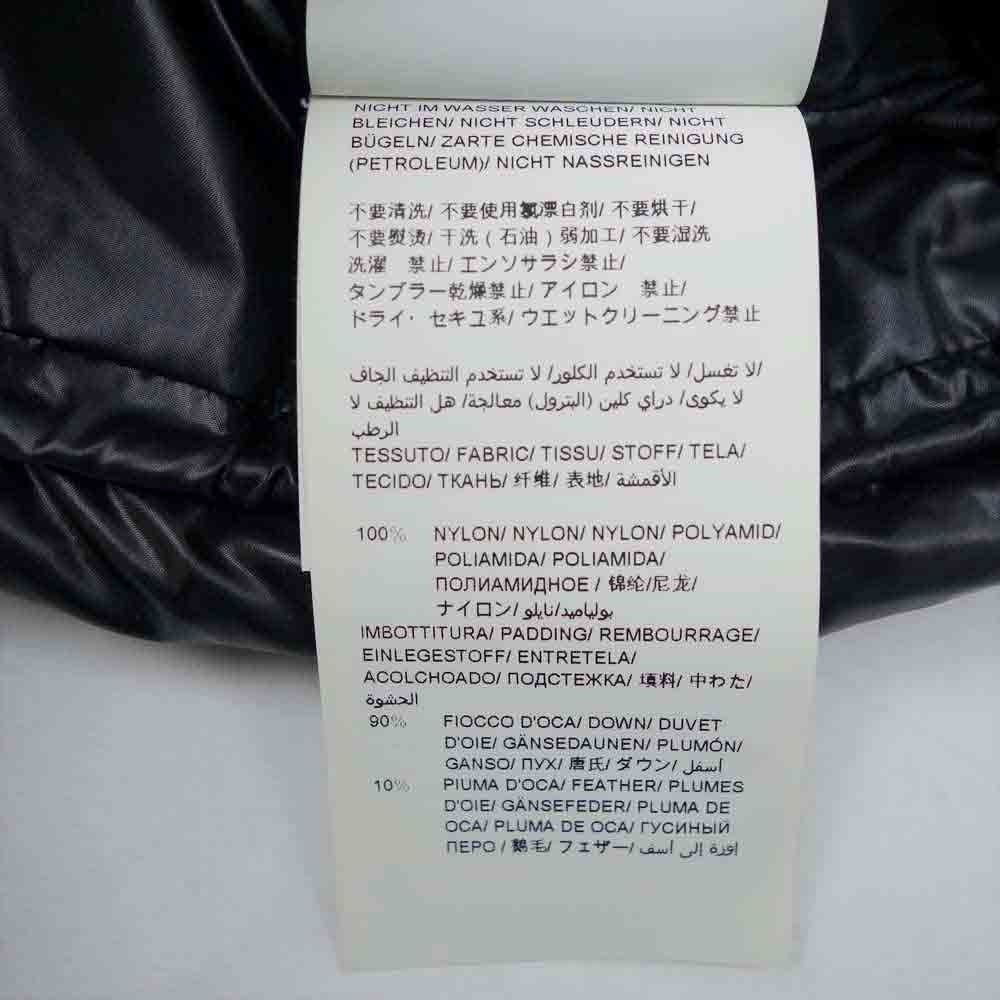 NICHT IM WASSER WASCHEN/ NICHT
BLEICHEN/ NICHT SCHLEUDERN/ NICHT
BÜGELN/ ZARTE CHEMISCHE REINIGUNG
(PETROLEUM)/ NICHT NASSREINIGEN
不要清洗/ 不要使用氯漂白剂/ 不要烘干/
不要熨烫/ 干洗 ( 石油 ) 弱加工/ 不要湿洗
洗濯　禁止/ エンソサラシ禁止/
タンブラー乾燥禁止/ アイロン　禁止/
ドライ・セキユ系/ ウエットクリーニング禁止
لا تغسل/ لا تستخدم الكلور/ لا تستخدم التنظيف الجاف/
لا يكوى/ دراي كلين (البترول) معالجة/ هل التنظيف لا
الرطب
TESSUTO/ FABRIC/ TISSU/ STOFF/ TELA/
TECIDO/ ТКАНЬ/ 纤维/ 表地/ الأقمشة
100% NYLON/ NYLON/ NYLON/ POLYAMID/
POLIAMIDA/ POLIAMIDA/
ПОЛИАМИДНОЕ / 锦纶/尼龙/
ナイロン/ بولياميد/نايلو
IMBOTTITURA/ PADDING/ REMBOURRAGE/
EINLEGESTOFF/ ENTRETELA/
ACOLCHOADO/ ПОДСТЕЖКА/ 填料/ 中わた/
الحشوة
90% FIOCCO D'OCA/ DOWN/ DUVET
D'OIE/ GÄNSEDAUNEN/ PLUMÓN/
GANSO/ ПУХ/ 唐氏/ ダウン/ أسفل
10% PIUMA D'OCA/ FEATHER/ PLUMES
D'OIE/ GÄNSEFEDER/ PLUMA DE
OCA/ PLUMA DE OCA/ ГУСИНЫЙ
ПЕРО / 鵝毛/ フェザー/ اوزة إلى أسف